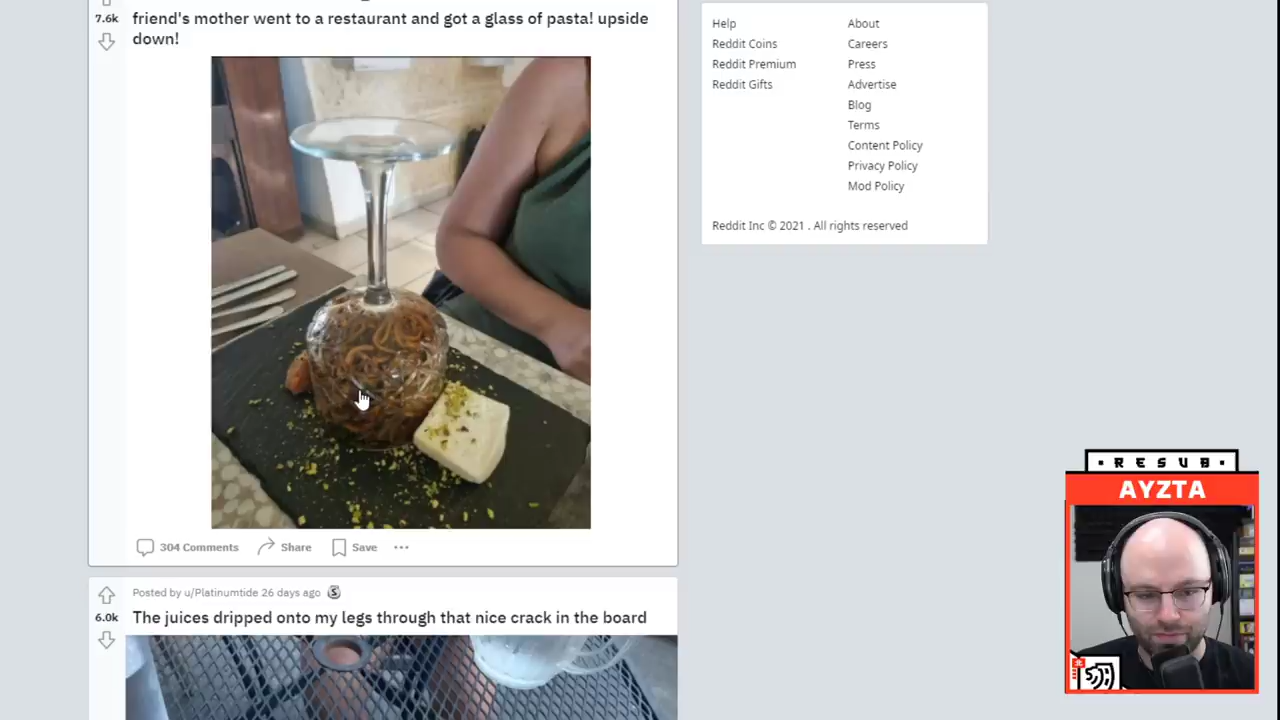 7.6k
friend's mother went to a restaurant and got a glass of pasta! upside
down!
304 Comments
Share
Save
Posted by u/Platinumtide 26 days ago
6.0k
The juices dripped onto my legs through that nice crack in the board
Help
Reddit Coins
Reddit Premium
Reddit Gifts
About
Careers
Press
Advertise
Blog
Terms
Content Policy
Privacy Policy
Mod Policy
Reddit Inc © 2021 . All rights reserved
RESUB
AYZTA